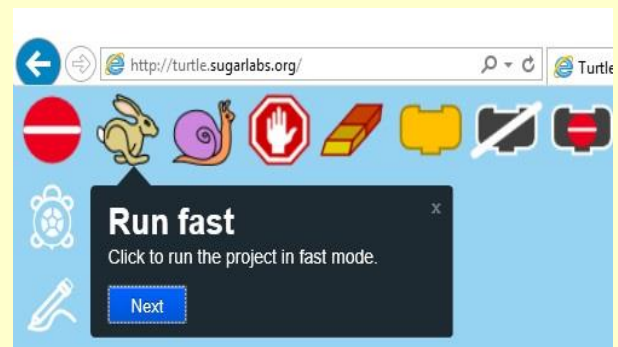 http://turtle.sugarlabs.org/
Turtle
Run fast
x
Click to run the project in fast mode.
Next